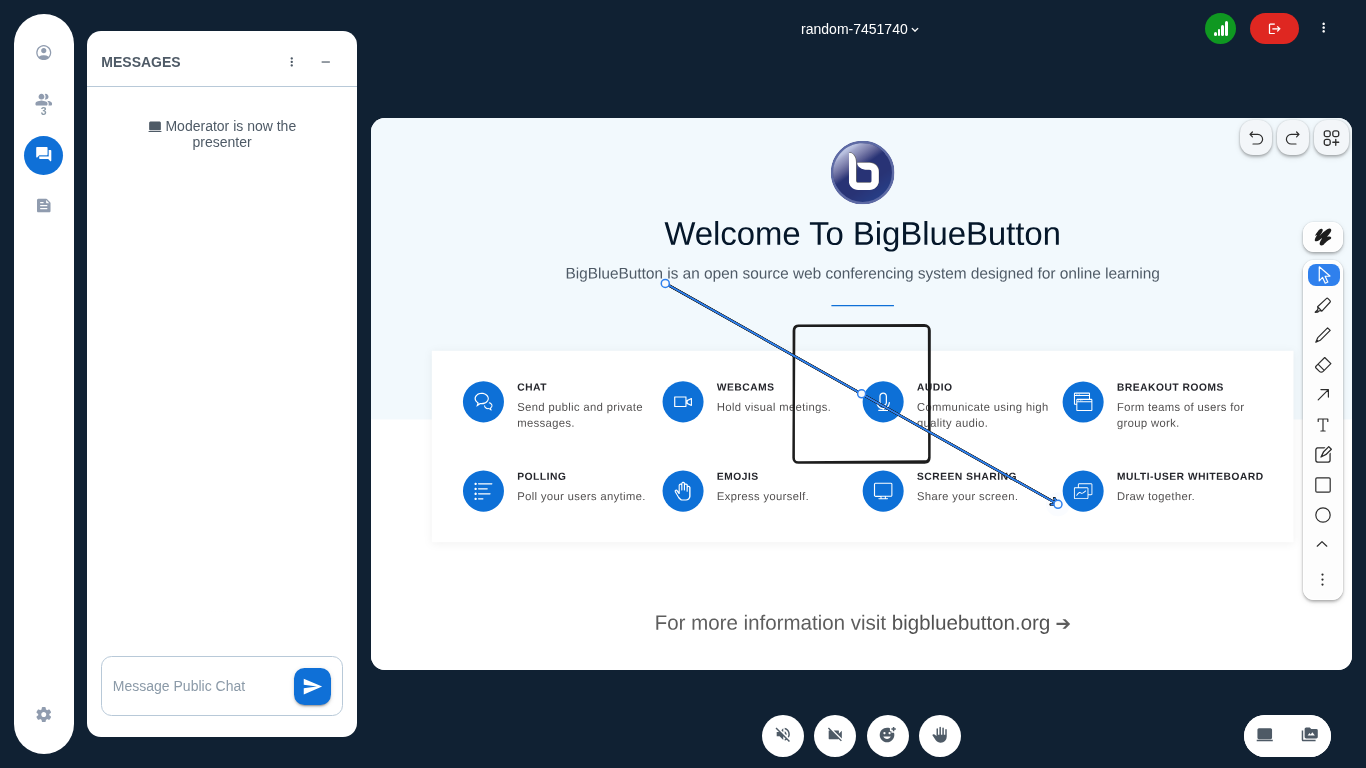 random-7451740
3
MESSAGES
Moderator is now the
presenter
Message Public Chat
Welcome To BigBlueButton
BigBlueButton is an open source web conferencing system designed for online learning
CHAT
Send public and private
messages.
WEBCAMS
Hold visual meetings.
AUDIO
Communicate using high
quality audio.
BREAKOUT ROOMS
Form teams of users for
group work.
POLLING
Poll your users anytime.
EMOJIS
Express yourself.
SCREEN SHARING
Share your screen.
MULTI-USER WHITEBOARD
Draw together.
For more information visit bigbluebutton.org ➔